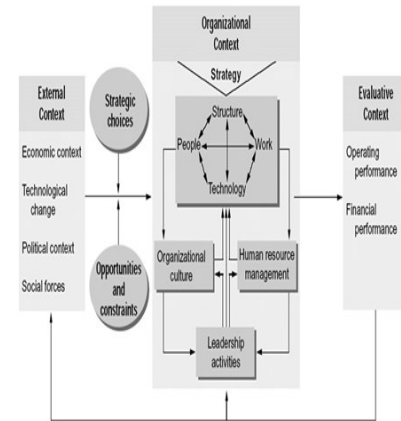 Organizational
Context
Strategy
External
Context
Economic context
Technological
change
Political context
Social forces
Strategic
choices
Opportunities
and
constraints
Structure
People
Work
Technology
Organizational
culture
Human resource
management
Leadership
activities
Evaluative
Context
Operating
performance
Financial
performance